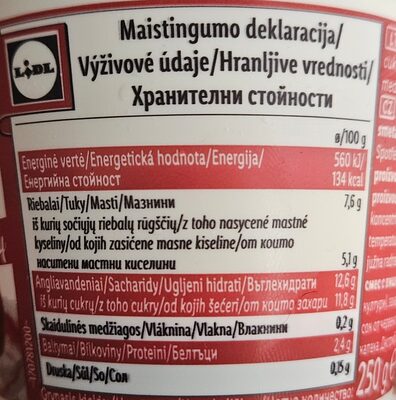 LIDL
Maistingumo deklaracija/
Výživové údaje/Hranljive vrednosti/
Хранителни стойности
ø/100 g
Energinė vertė/Energetická hodnota/Energija/ 560 kJ/
Енергийна стойност 134 kcal
Riebalai/Tuky/Masti/Мазнини 7,6 g
iš kurių sočiųjų riebalų rūgščių/z toho nasycené mastné
kyseliny/od kojih zasićene masne kiseline/от които
наситени мастни киселини 5,1 g
Angliavandeniai/Sacharidy/Ugljeni hidrati/Въглехидрати 12,6 g
iš kurių cukrų/z toho cukry/od kojih šećeri/от които захари 11,8 g
Skaidulinės medžiagos/Vláknina/Vlakna/Влакнини 0,2 g
Baltymai/Bílkoviny/Proteini/Белтъци 2,4 g
Druska/Sůl/So/Сол 0,15 g
250 g